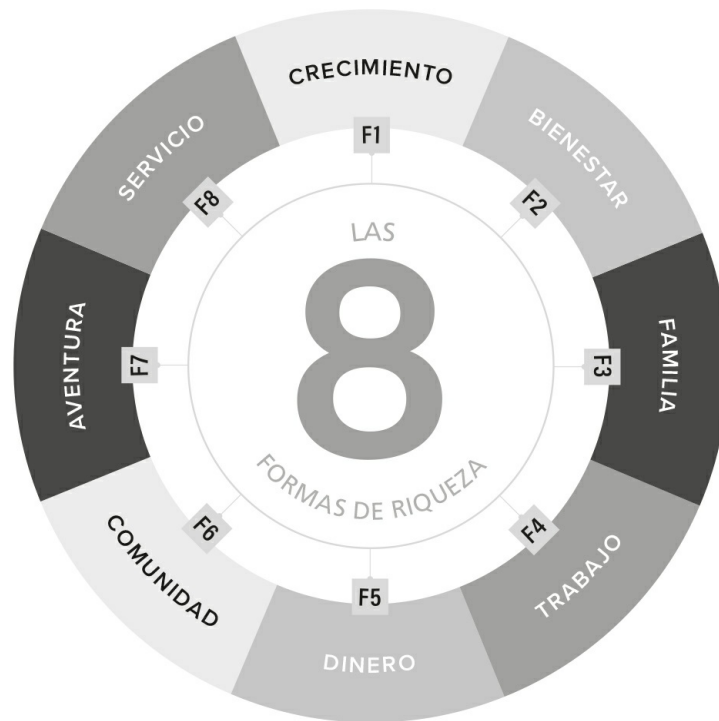 LAS
8
FORMAS DE RIQUEZA
F1
CRECIMIENTO
F2
BIENESTAR
F3
FAMILIA
F4
TRABAJO
F5
DINERO
F6
COMUNIDAD
F7
AVENTURA
F8
SERVICIO